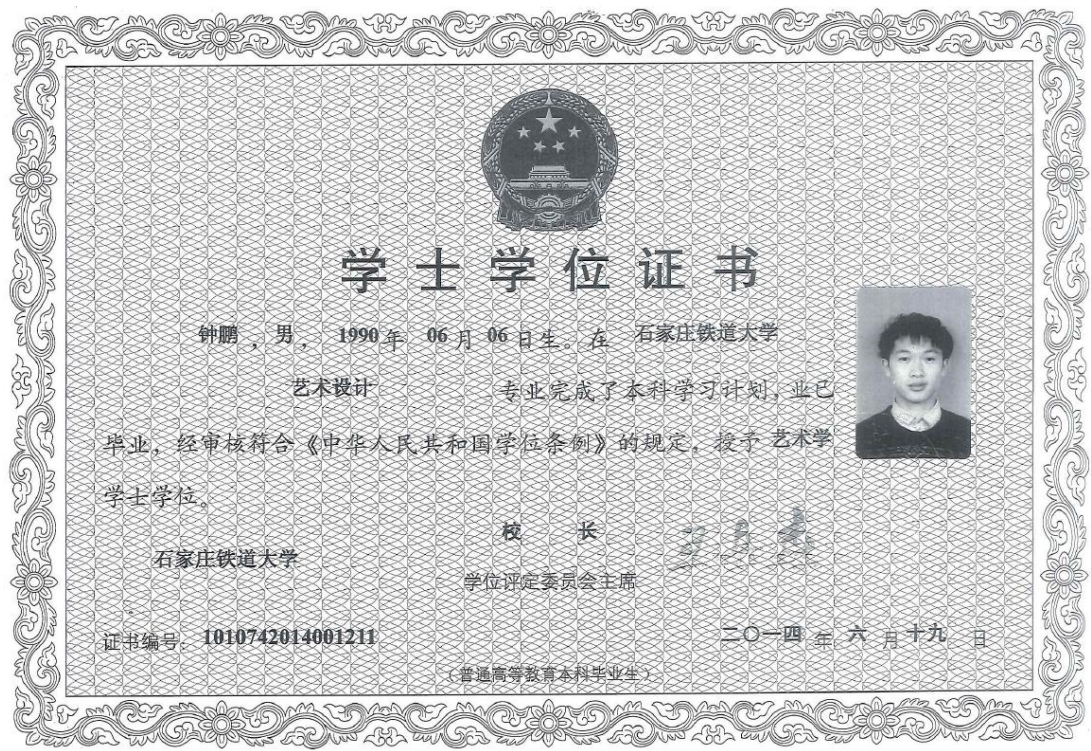 学士学位证书
钟鹏，男，1990年06月06日生。在 石家庄铁道大学
艺术设计 专业完成了本科学习计划，业已
毕业，经审核符合《中华人民共和国学位条例》的规定，授予 艺术学
学士学位。
校 长
石家庄铁道大学
学位评定委员会主席
证书编号：1010742014001211
二〇一四 年 六 月 十九 日
（普通高等教育本科毕业生）